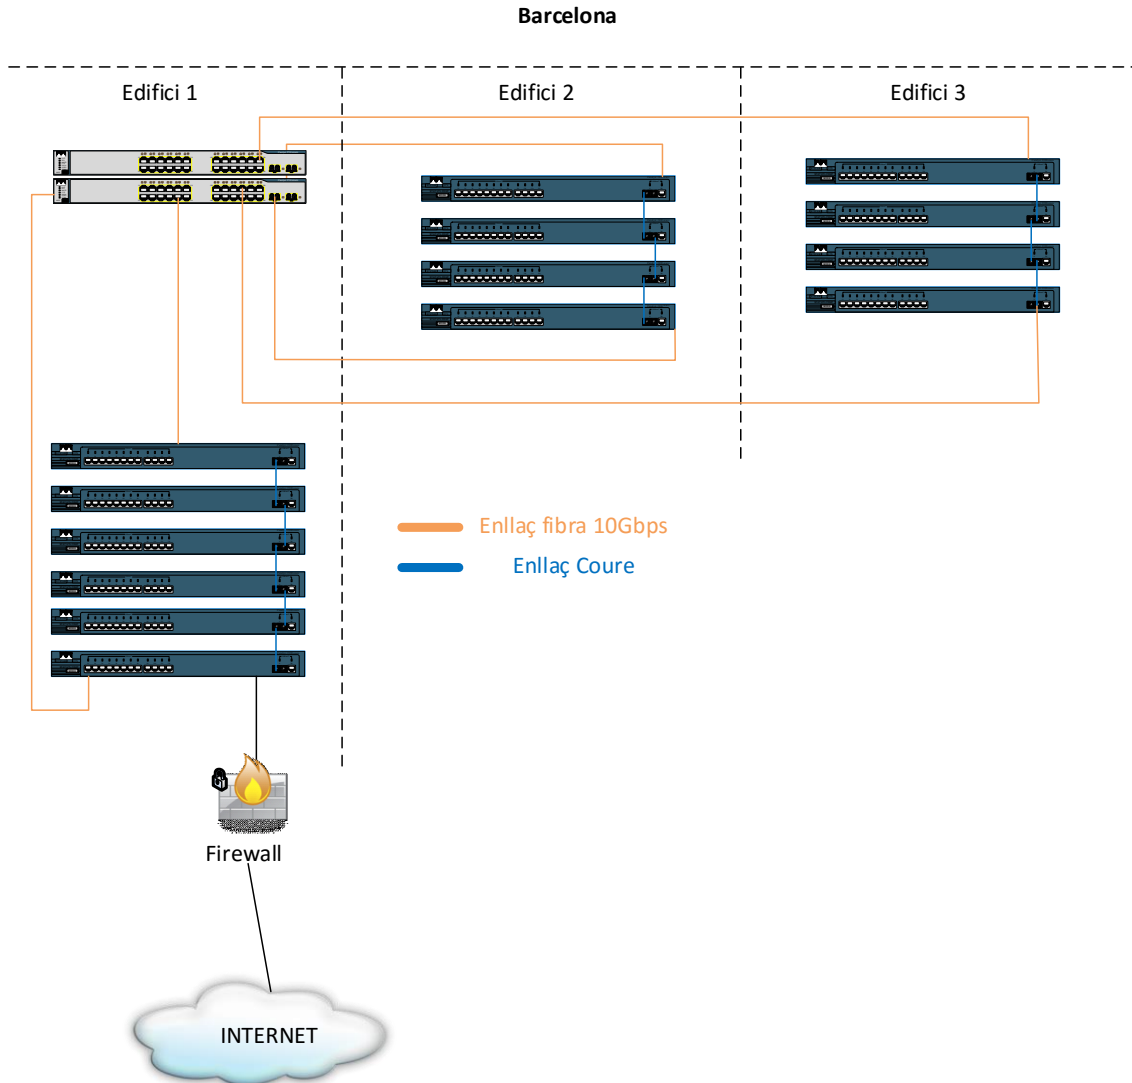 Barcelona
Edifici 1
Edifici 2
Edifici 3
Enllaç fibra 10Gbps
Enllaç Coure
Firewall
INTERNET